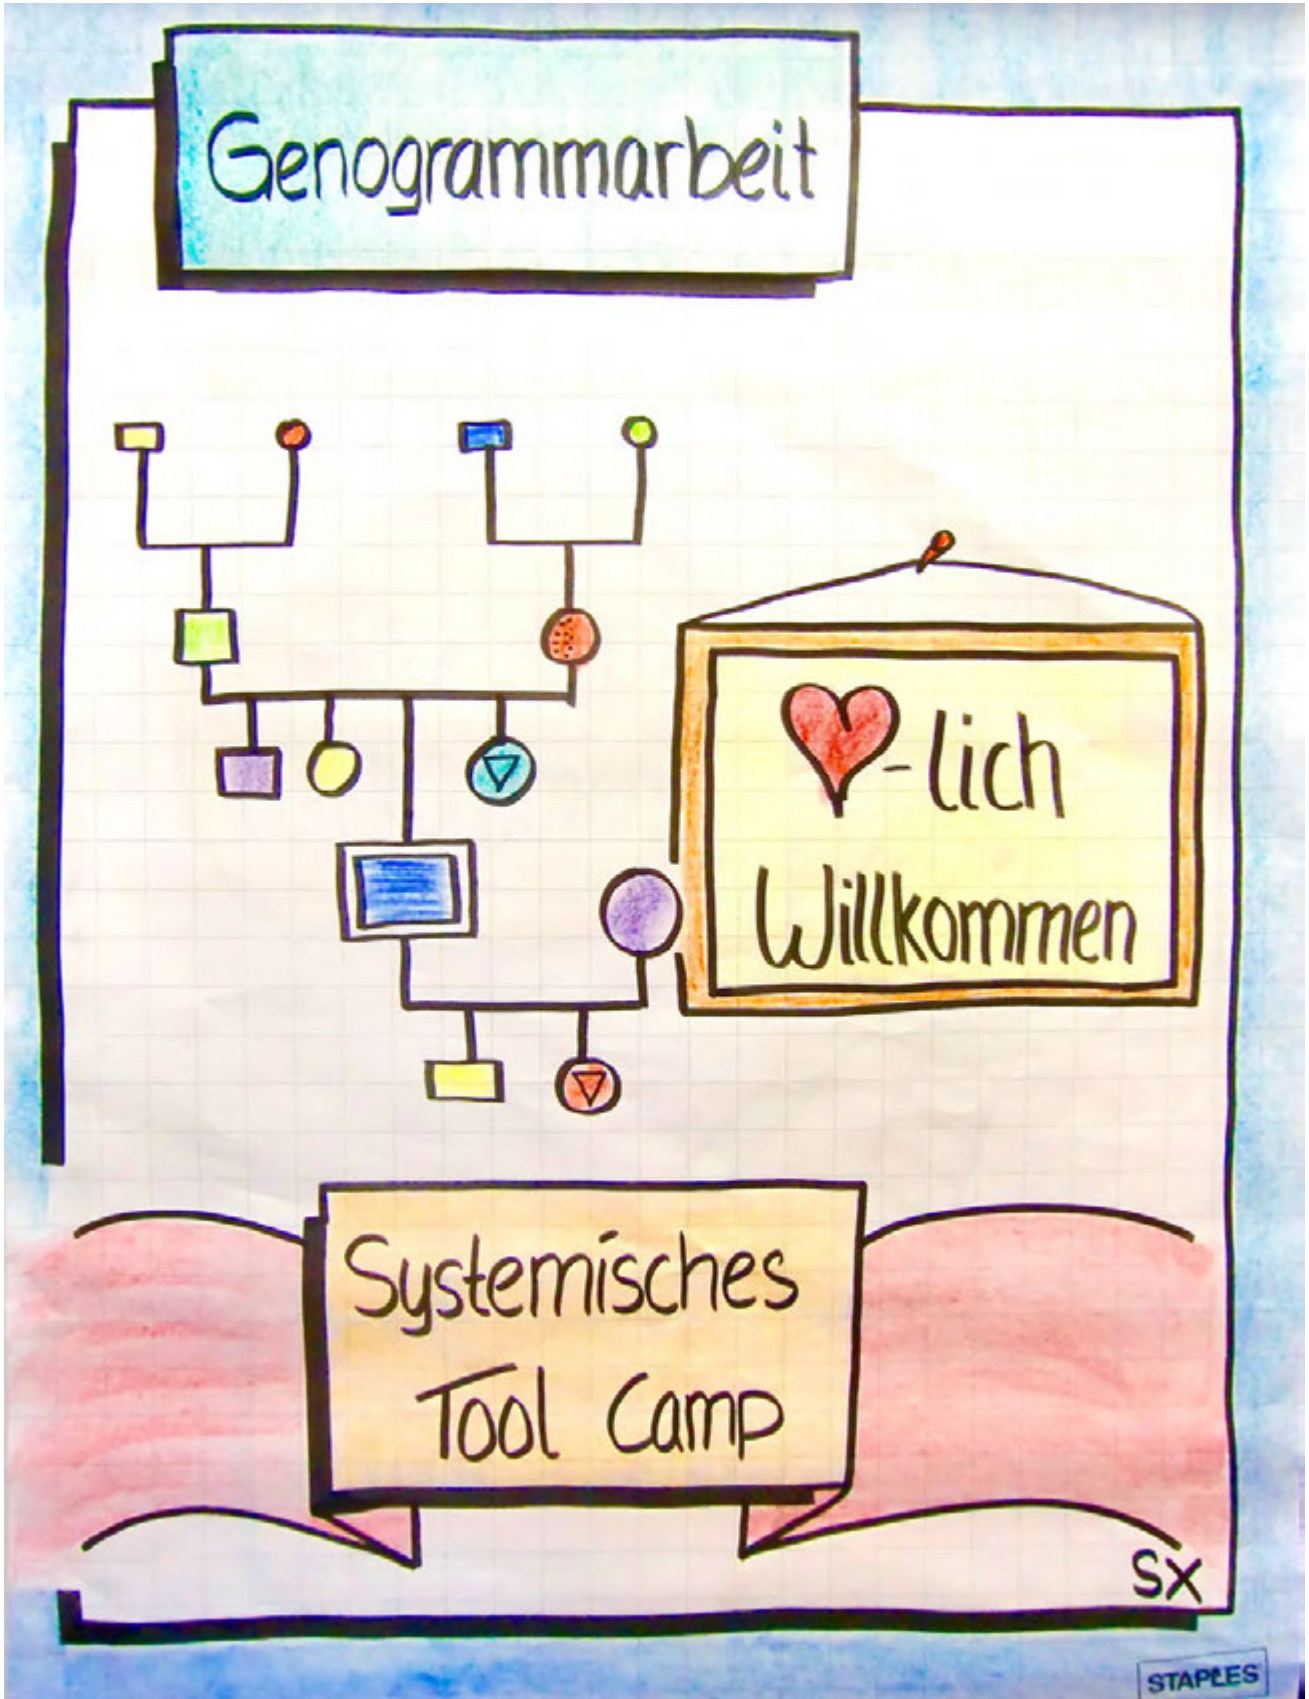 Genogrammarbeit
-lich
Willkommen
Systemisches
Tool Camp
SX
STAPLES